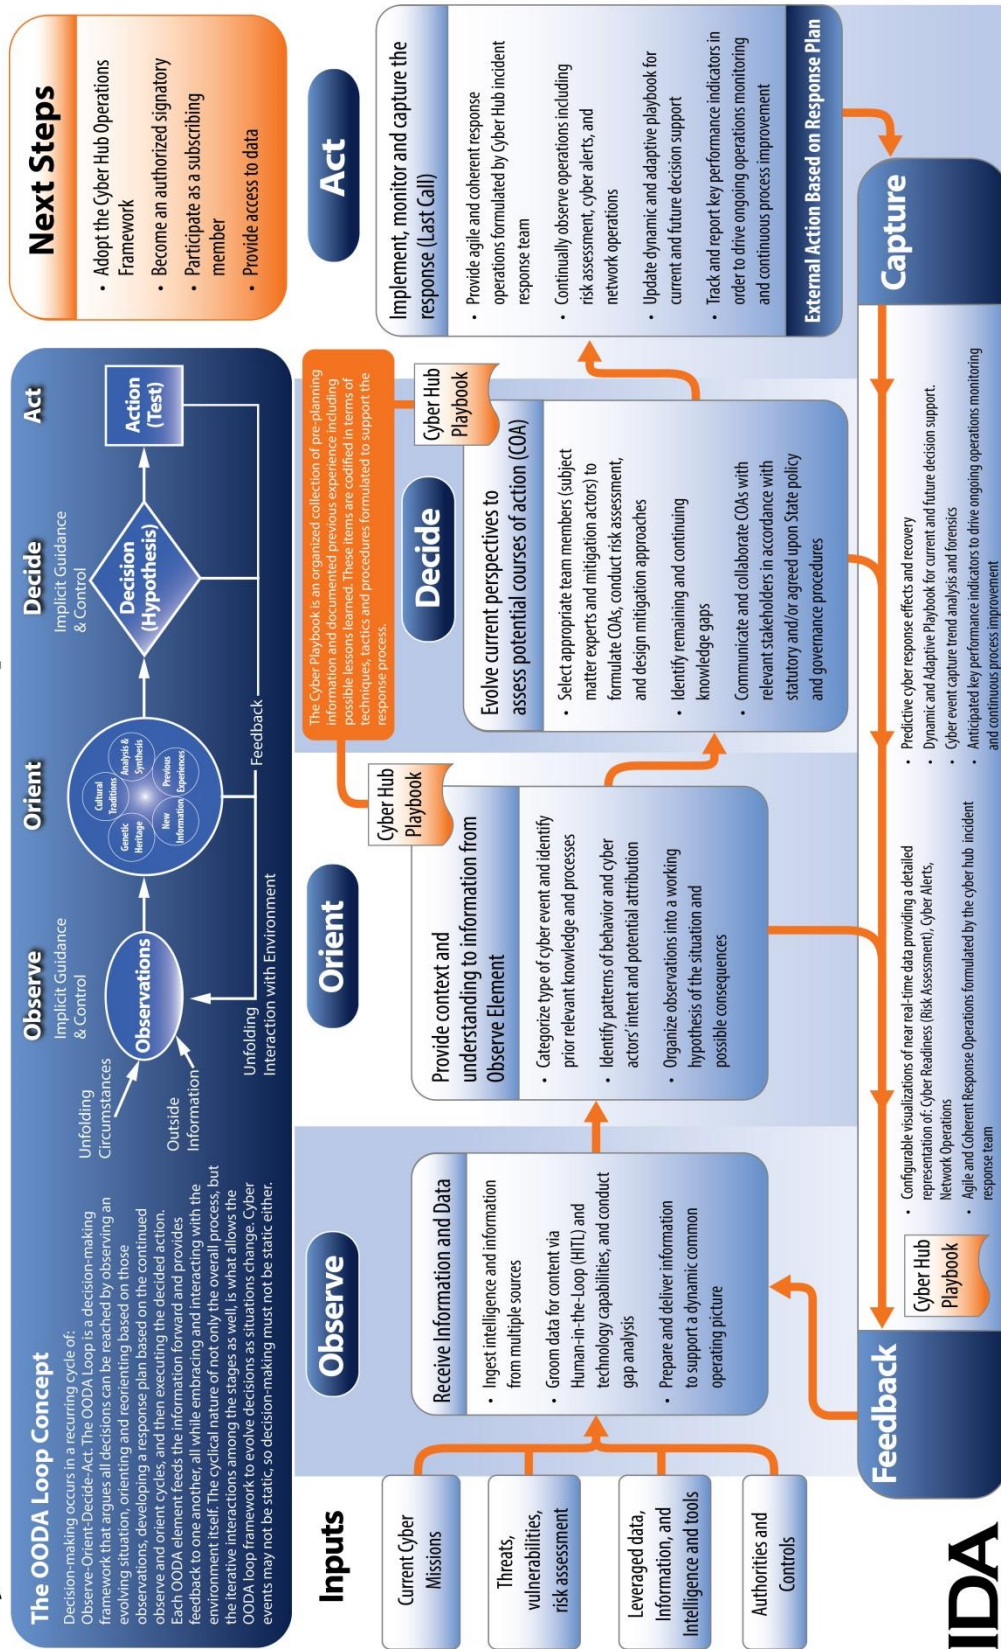 The OODA Loop Concept
Decision-making occurs in a recurring cycle of:
Observe-Orient-Decide-Act. The OODA Loop is a decision-making
framework that argues all decisions can be reached by observing an
evolving situation, orienting and reorienting based on those
observations, developing a response plan based on the continued
observe and orient cycles, and then executing the decided action.
Each OODA element feeds the information forward and provides
feedback to one another, all while embracing and interacting with the
environment itself. The cyclical nature of not only the overall process, but
the iterative interactions among the stages as well, is what allows the
OODA loop framework to evolve decisions as situations change. Cyber
events may not be static, so decision-making must not be static either.
Observe
Implicit Guidance
& Control
Unfolding
Circumstances
Observations
Outside
Information
Unfolding
Interaction with Environment
Orient
Cultural
Traditions
Genetic
Heritage
Analysis &
Synthesis
New
Information
Previous
Experiences
Feedback
Decide
Implicit Guidance
& Control
Decision
(Hypothesis)
Act
Action
(Test)
Next Steps
• Adopt the Cyber Hub Operations
Framework
• Become an authorized signatory
• Participate as a subscribing
member
• Provide access to data
The Cyber Playbook is an organized collection of pre-planning
information and documented previous experience including
possible lessons learned. These items are codified in terms of
techniques, tactics and procedures formulated to support the
response process.
Inputs
Current Cyber
Missions
Threats,
vulnerabilities,
risk assessment
Leveraged data,
Information, and
Intelligence and tools
Authorities and
Controls
Observe
Receive Information and Data
• Ingest intelligence and information
from multiple sources
• Groom data for content via
Human-in-the-Loop (HITL) and
technology capabilities, and conduct
gap analysis
• Prepare and deliver information
to support a dynamic common
operating picture
Orient
Cyber Hub
Playbook
Provide context and
understanding to information from
Observe Element
• Categorize type of cyber event and identify
prior relevant knowledge and processes
• Identify patterns of behavior and cyber
actors' intent and potential attribution
• Organize observations into a working
hypothesis of the situation and
possible consequences
Decide
Cyber Hub
Playbook
Evolve current perspectives to
assess potential courses of action (COA)
• Select appropriate team members (subject
matter experts and mitigation actors) to
formulate COAs, conduct risk assessment,
and design mitigation approaches
• Identify remaining and continuing
knowledge gaps
• Communicate and collaborate COAs with
relevant stakeholders in accordance with
statutory and/or agreed upon State policy
and governance procedures
Act
Implement, monitor and capture the
response (Last Call)
• Provide agile and coherent response
operations formulated by Cyber Hub incident
response team
• Continually observe operations including
risk assessment, cyber alerts, and
network operations
• Update dynamic and adaptive playbook for
current and future decision support
• Track and report key performance indicators in
order to drive ongoing operations monitoring
and continuous process improvement
External Action Based on Response Plan
Feedback
Cyber Hub
Playbook
• Configurable visualizations of near real-time data providing a detailed
representation of: Cyber Readiness (Risk Assessment), Cyber Alerts,
Network Operations
• Agile and Coherent Response Operations formulated by the cyber hub incident
response team
• Predictive cyber response effects and recovery
• Dynamic and Adaptive Playbook for current and future decision support.
• Cyber event capture trend analysis and forensics
• Anticipated key performance indicators to drive ongoing operations monitoring
and continuous process improvement
Capture
IDA